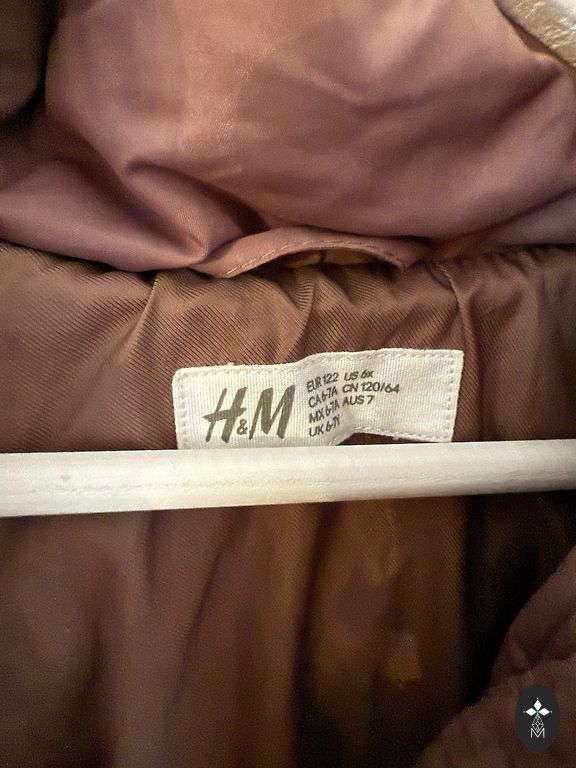 H&M
EUR 122 US 6x
CA 6-7A CN 120/64
MX 6-7A AUS 7
UK 6-7Y
M